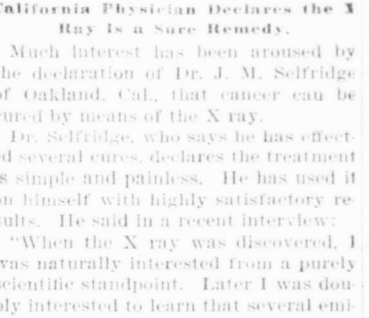 California Physician Declares the X
Ray Is a Sure Remedy.
Much interest has been aroused by
the declaration of Dr. J. M. Selfridge
of Oakland, Cal., that cancer can be
cured by means of the X ray.
Dr. Selfridge, who says he has effect-
ed several cures, declares the treatment
is simple and painless. He has used it
on himself with highly satisfactory re-
sults. He said in a recent interview:
"When the X ray was discovered, I
was naturally interested from a purely
scientific standpoint. Later I was dou-
bly interested to learn that several emi-